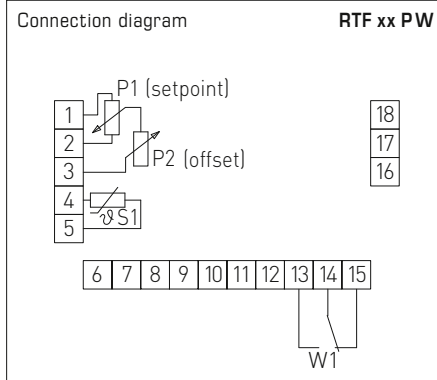 Connection diagram RTF xx PW
P1 (setpoint)
1
2
3
4
5
P2 (offset)
ϑ S1
18
17
16
6 7 8 9 10 11 12 13 14 15
W1